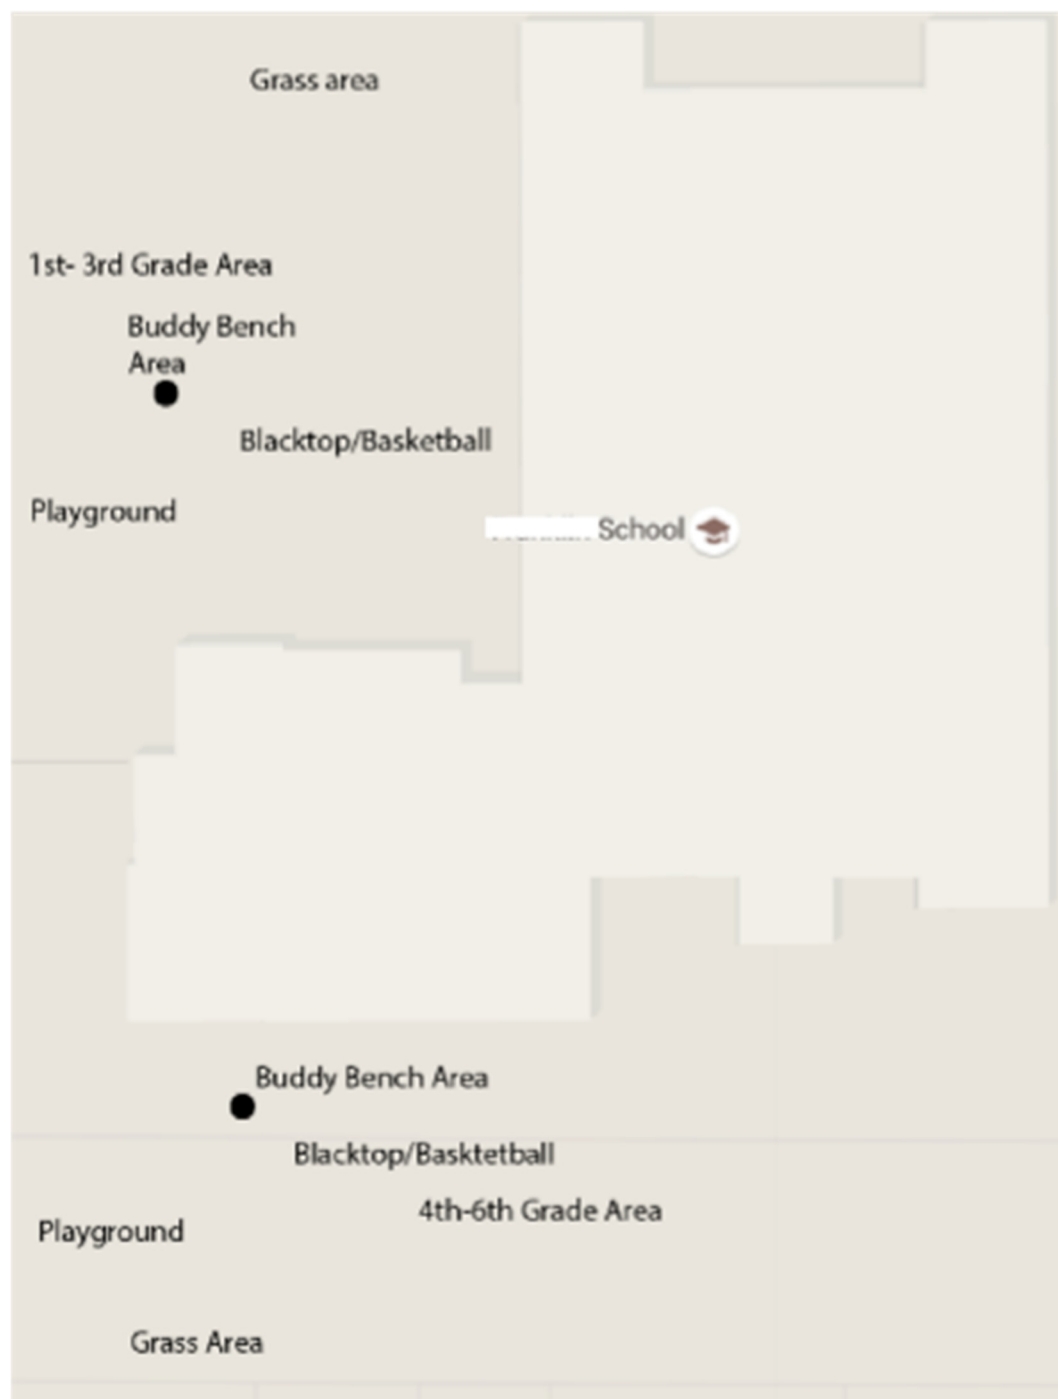 Grass area
1st- 3rd Grade Area
Buddy Bench
Area
Blacktop/Basketball
Playground
School
Buddy Bench Area
Blacktop/Basktetball
4th-6th Grade Area
Playground
Grass Area